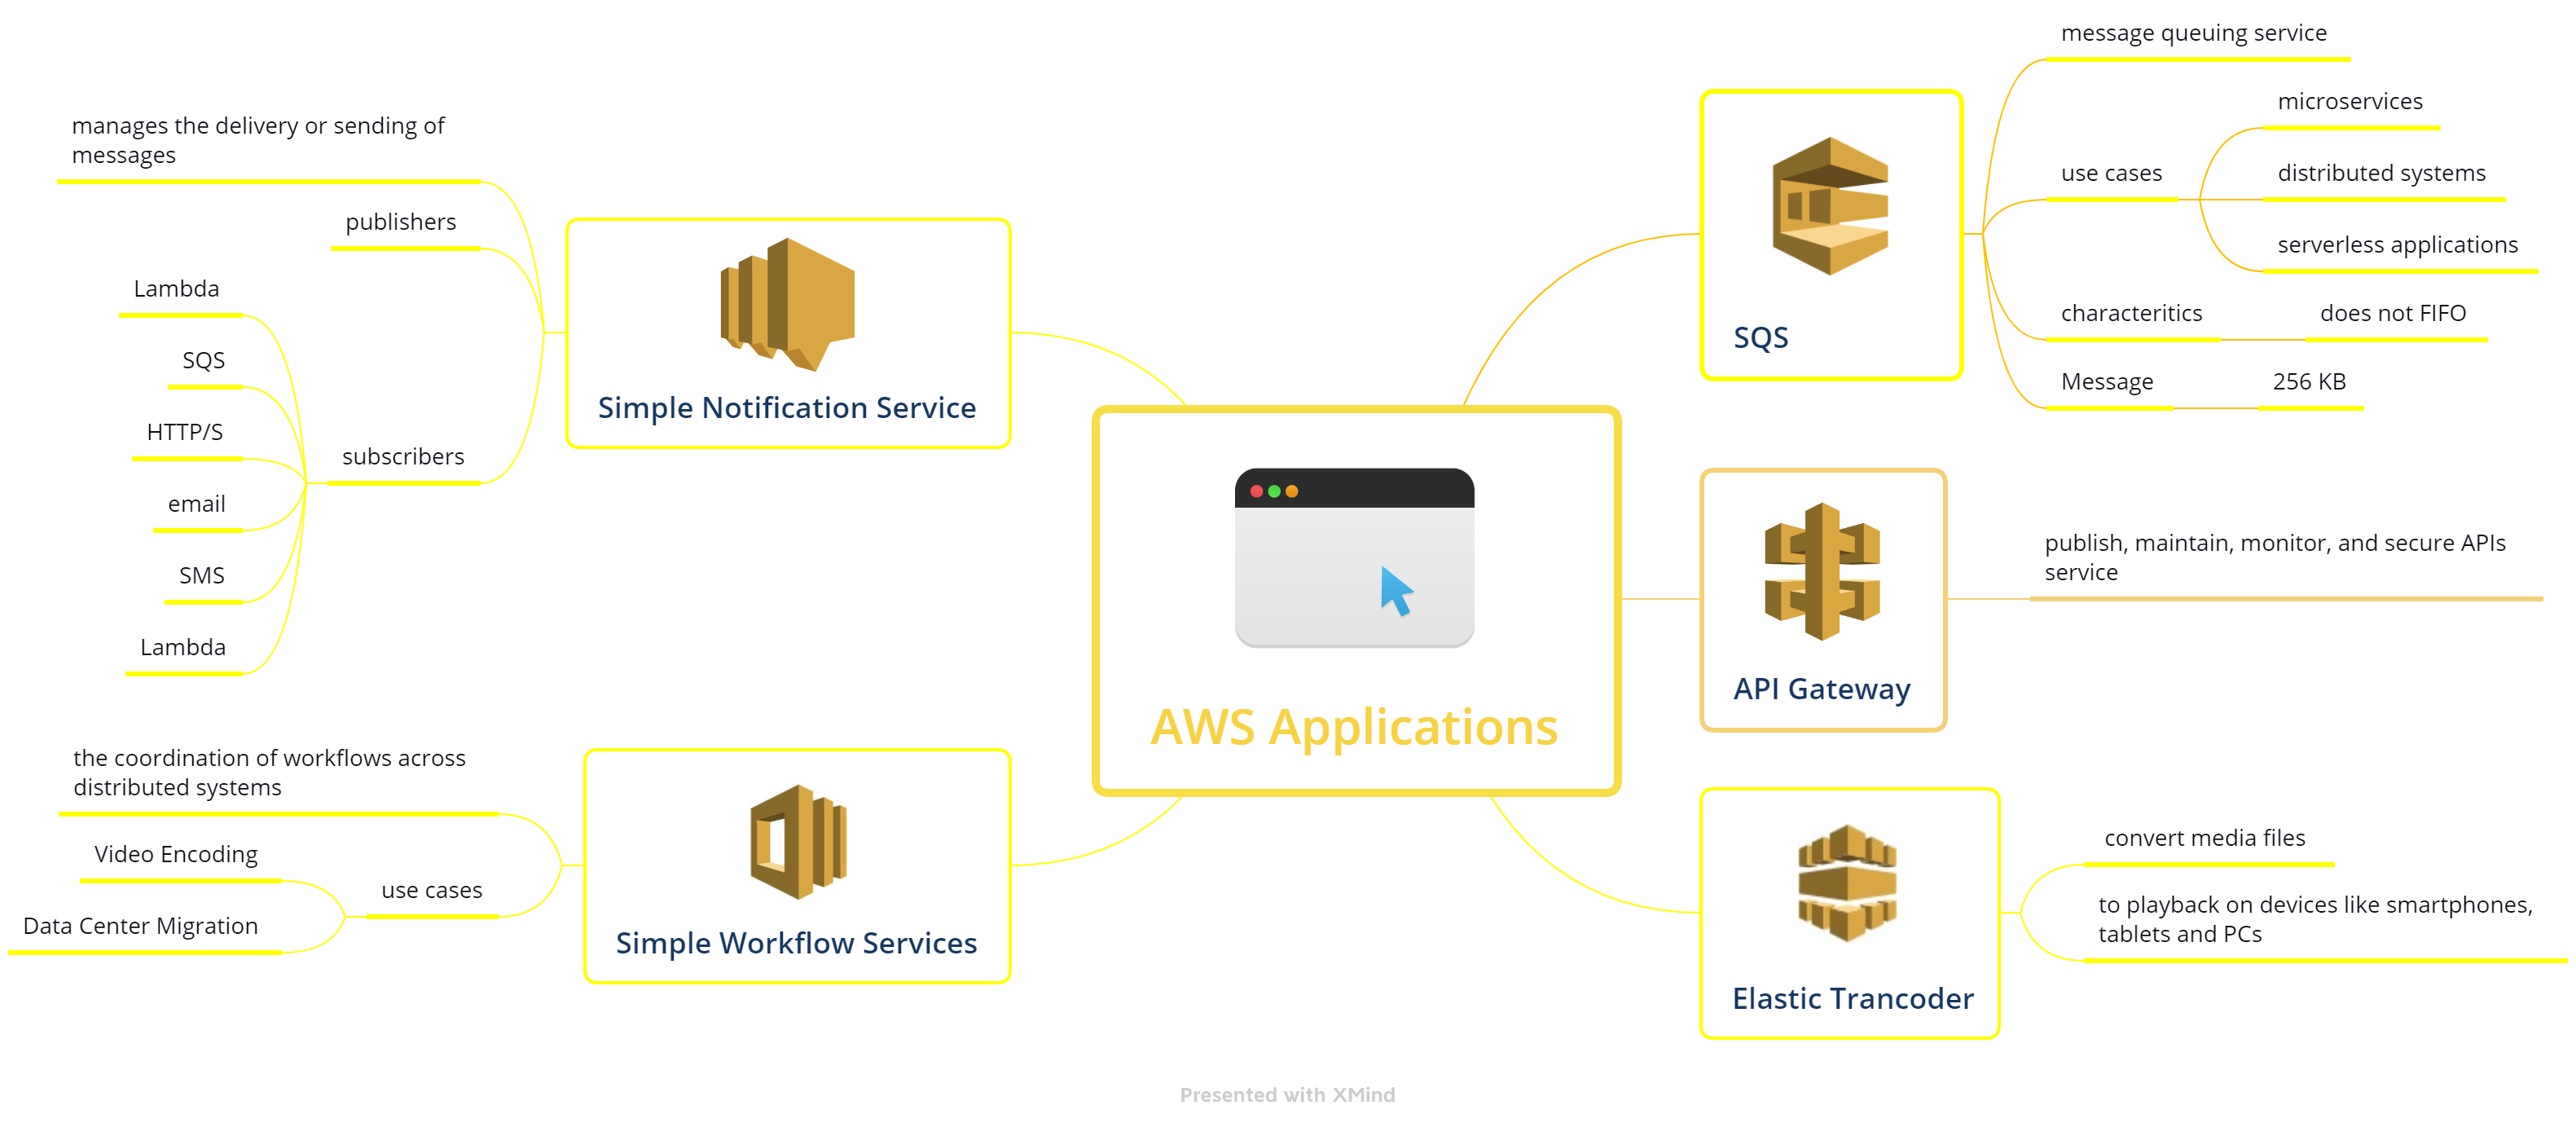 manages the delivery or sending of
messages
publishers
Lambda
SQS
HTTP/S
email
SMS
Lambda
subscribers
Simple Notification Service
the coordination of workflows across
distributed systems
Video Encoding
Data Center Migration
use cases
Simple Workflow Services
AWS Applications
SQS
message queuing service
use cases
microservices
distributed systems
serverless applications
characteritics
does not FIFO
Message
256 KB
API Gateway
publish, maintain, monitor, and secure APIs
service
Elastic Trancoder
convert media files
to playback on devices like smartphones,
tablets and PCs
Presented with XMind